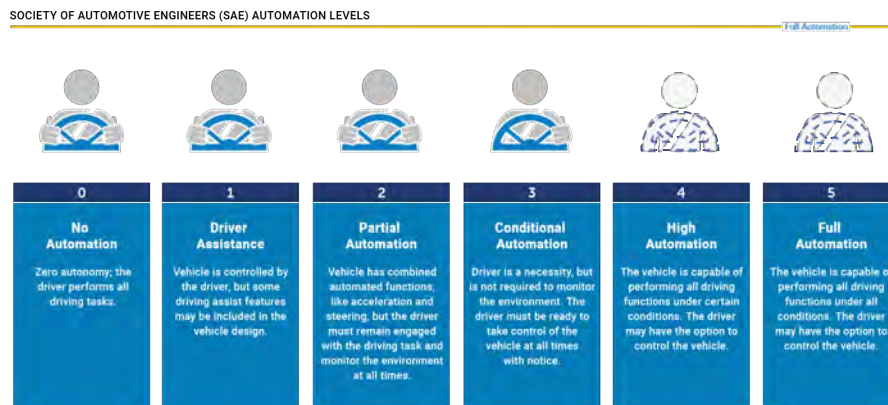 SOCIETY OF AUTOMOTIVE ENGINEERS (SAE) AUTOMATION LEVELS
Full Automation
0
No
Automation
Zero autonomy; the
driver performs all
driving tasks.
1
Driver
Assistance
Vehicle is controlled by
the driver, but some
driving assist features
may be included in the
vehicle design.
2
Partial
Automation
Vehicle has combined
automated functions,
like acceleration and
steering, but the driver
must remain engaged
with the driving task and
monitor the environment
at all times.
3
Conditional
Automation
Driver is a necessity, but
is not required to monitor
the environment. The
driver must be ready to
take control of the
vehicle at all times
with notice.
4
High
Automation
The vehicle is capable of
performing all driving
functions under certain
conditions. The driver
may have the option to
control the vehicle.
5
Full
Automation
The vehicle is capable o
performing all driving
functions under all
conditions. The driver
may have the option to
control the vehicle.